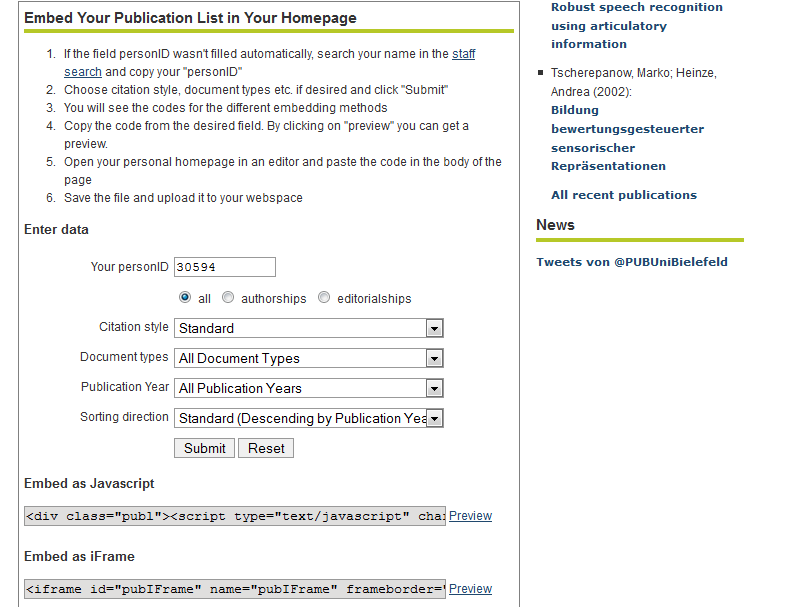 Embed Your Publication List in Your Homepage
1. If the field personID wasn't filled automatically, search your name in the staff
search and copy your "personID"
2. Choose citation style, document types etc. if desired and click "Submit"
3. You will see the codes for the different embedding methods
4. Copy the code from the desired field. By clicking on "preview" you can get a
preview.
5. Open your personal homepage in an editor and paste the code in the body of the
page
6. Save the file and upload it to your webspace
Enter data
Your personID 30594
all authorships editorialships
Citation style Standard
Document types All Document Types
Publication Year All Publication Years
Sorting direction Standard (Descending by Publication Yea
Submit Reset
Embed as Javascript
<div class="publ"><script type="text/javascript" cha Preview
Embed as iFrame
<iframe id="pubIFrame" name="pubIFrame" frameborder=" Preview
Robust speech recognition
using articulatory
information
Tscherepanow, Marko; Heinze,
Andrea (2002):
Bildung
bewertungsgesteuerter
sensorischer
Repräsentationen
All recent publications
News
Tweets von @PUBUniBielefeld